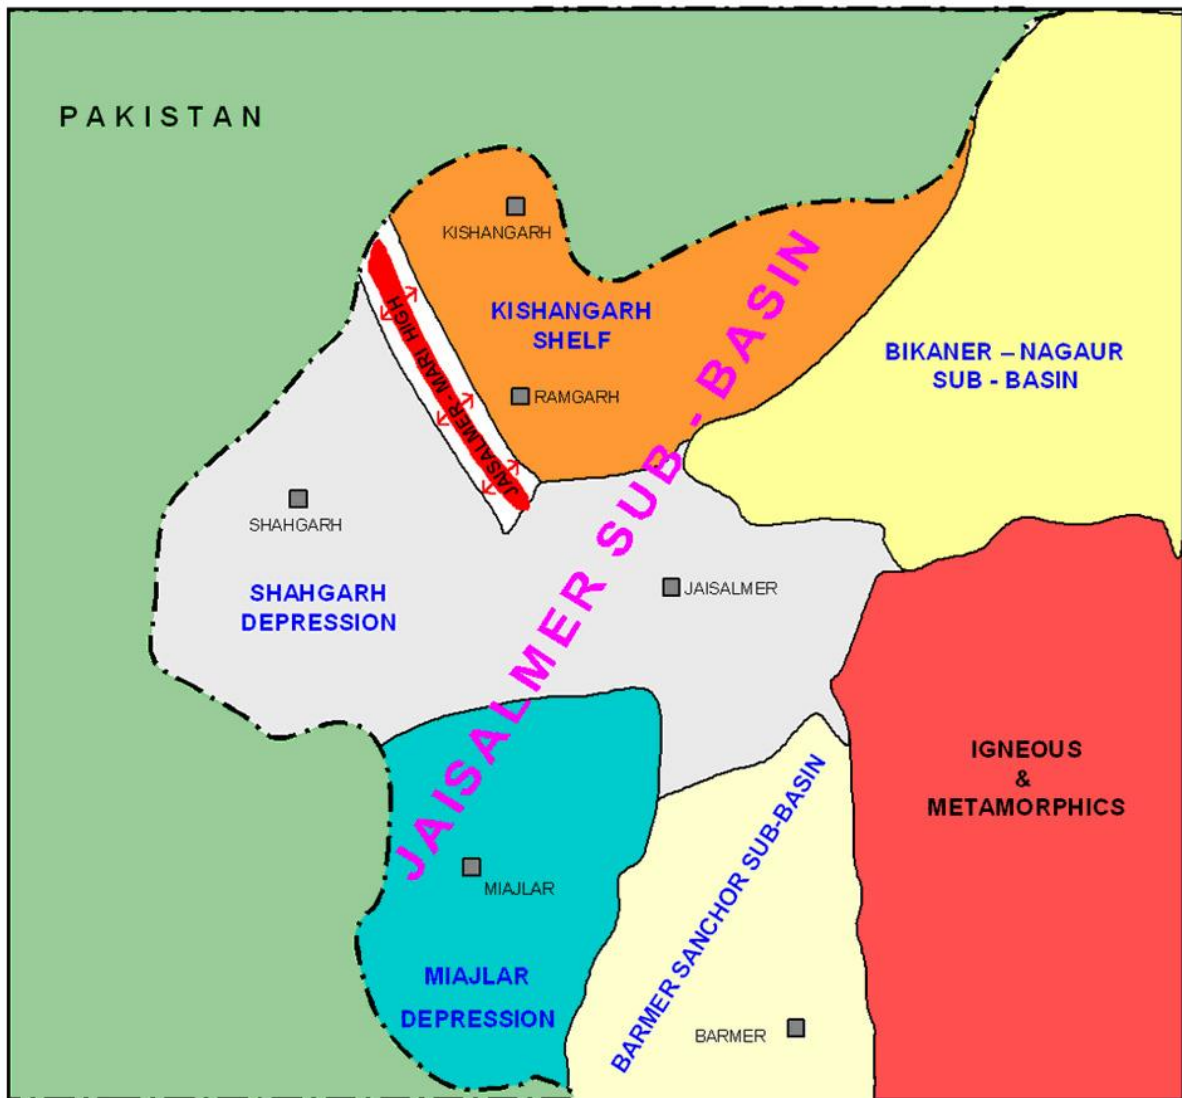 PAKISTAN
KISHANGARH
KISHANGARH
SHELF
JAISALMER - MARI HIGH
RAMGARH
BIKANER – NAGAUR
SUB - BASIN
SHAHGARH
SHAHGARH
DEPRESSION
JAISALMER
JAISALMER SUB - BASIN
IGNEOUS
&
METAMORPHICS
MIAJLAR
MIAJLAR
DEPRESSION
BARMER SANCHOR SUB-BASIN
BARMER